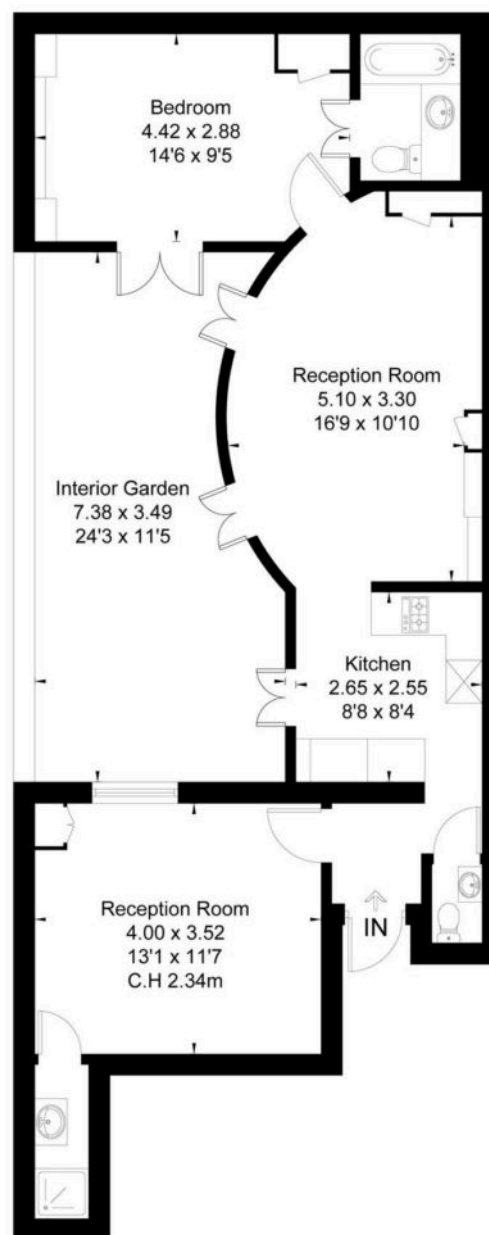 Bedroom
4.42 x 2.88
14'6 x 9'5
Reception Room
5.10 x 3.30
16'9 x 10'10
Interior Garden
7.38 x 3.49
24'3 x 11'5
Kitchen
2.65 x 2.55
8'8 x 8'4
Reception Room
4.00 x 3.52
13'1 x 11'7
C.H 2.34m
IN